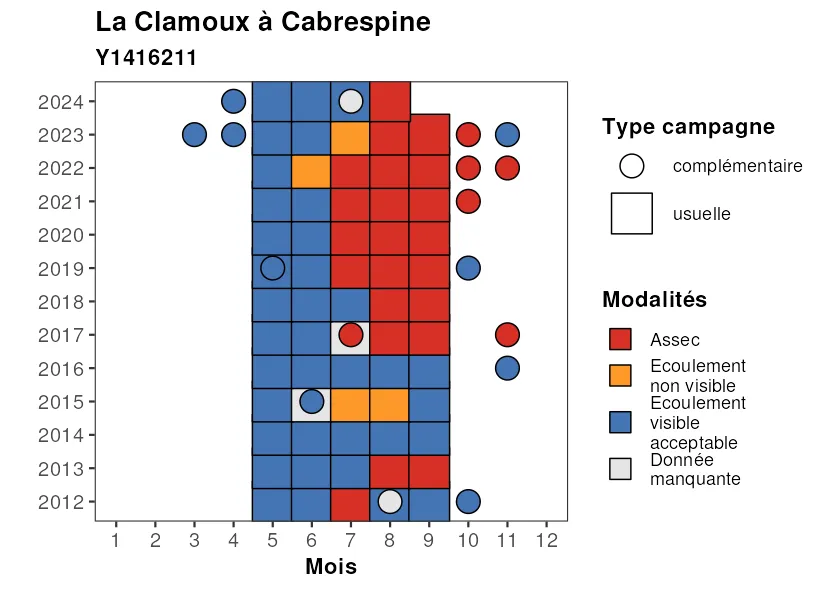 La Clamoux à Cabrespine
Y1416211
2024
2023
2022
2021
2020
2019
2018
2017
2016
2015
2014
2013
2012
1 2 3 4 5 6 7 8 9 10 11 12
Mois
Type campagne
complémentaire
usuelle
Modalités
Assec
Ecoulement
non visible
Ecoulement
visible
acceptable
Donnée
manquante